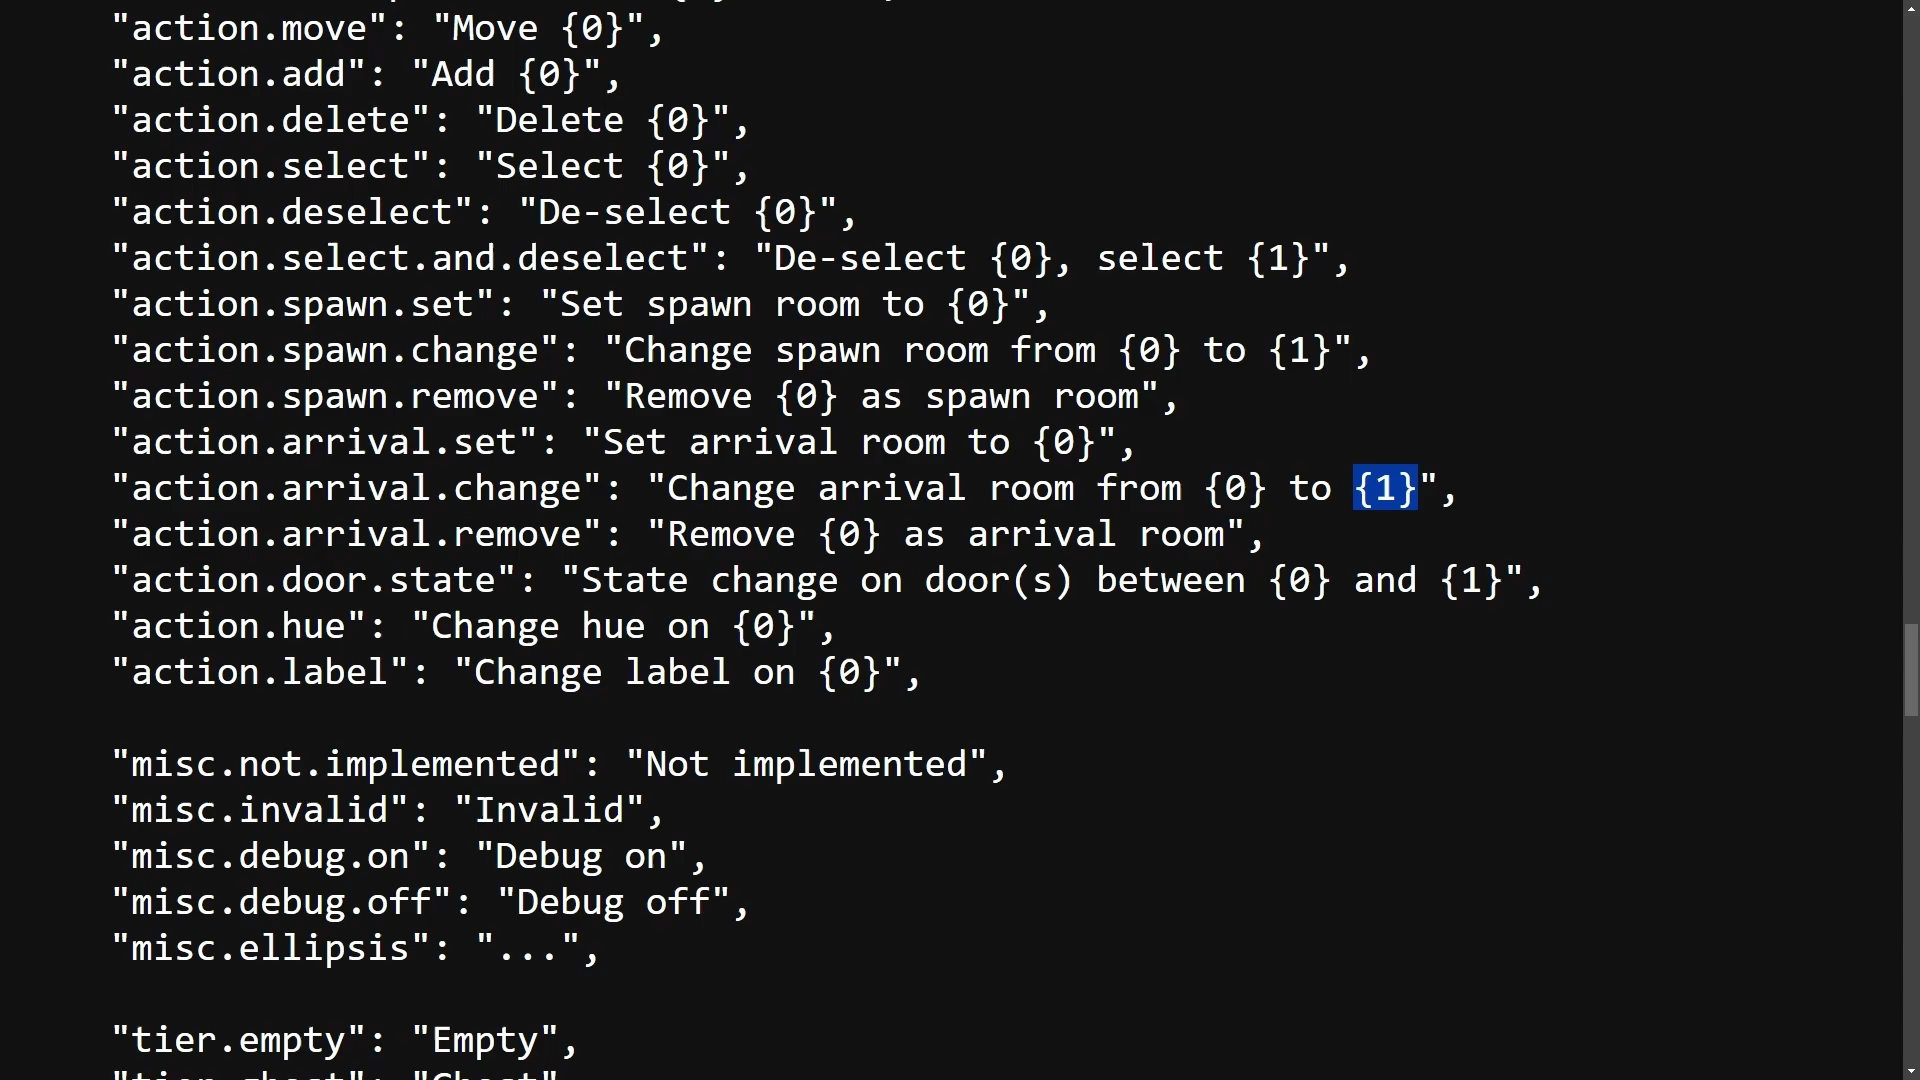 "action.move": "Move {0}",
"action.add": "Add {0}",
"action.delete": "Delete {0}",
"action.select": "Select {0}",
"action.deselect": "De-select {0}",
"action.select.and.deselect": "De-select {0}, select {1}",
"action.spawn.set": "Set spawn room to {0}",
"action.spawn.change": "Change spawn room from {0} to {1}",
"action.spawn.remove": "Remove {0} as spawn room",
"action.arrival.set": "Set arrival room to {0}",
"action.arrival.change": "Change arrival room from {0} to {1}",
"action.arrival.remove": "Remove {0} as arrival room",
"action.door.state": "State change on door(s) between {0} and {1}",
"action.hue": "Change hue on {0}",
"action.label": "Change label on {0}",
"misc.not.implemented": "Not implemented",
"misc.invalid": "Invalid",
"misc.debug.on": "Debug on",
"misc.debug.off": "Debug off",
"misc.ellipsis": "...",
"tier.empty": "Empty",
"tier.ghost": "Ghost"